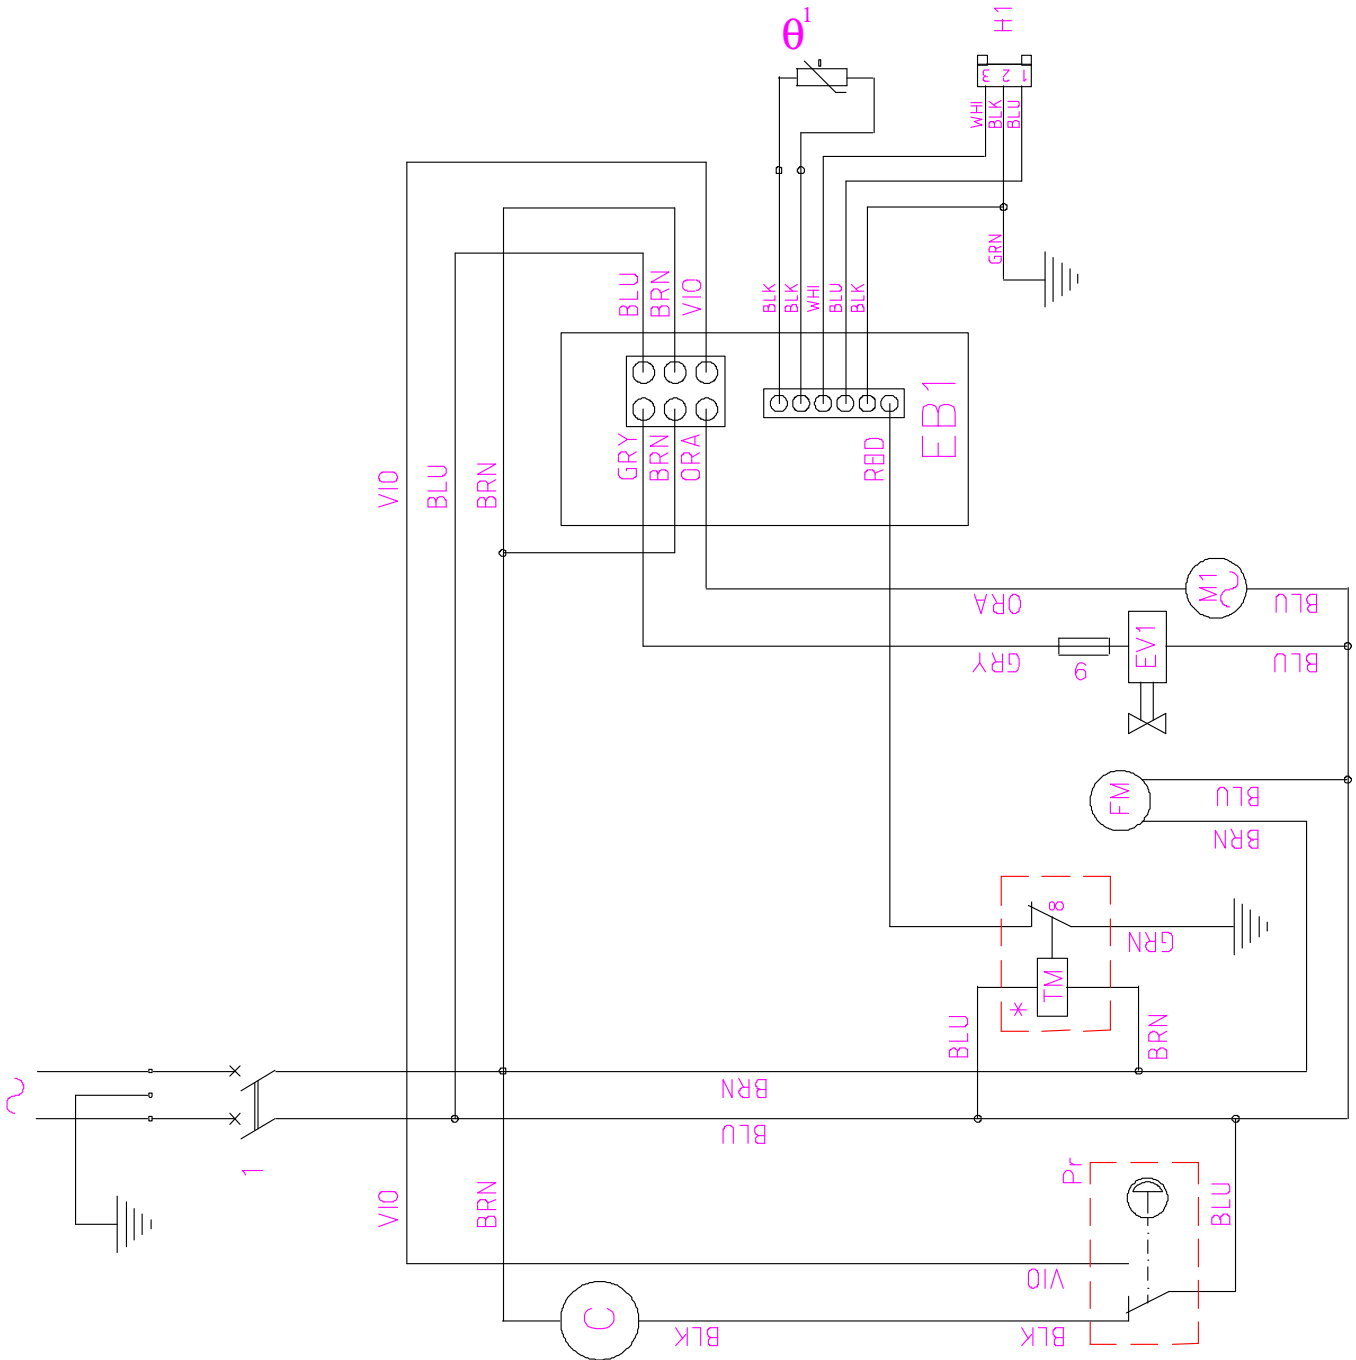 θ1
H1
3 2 1
WHI
BLK
BLU
GRN
BLU
BRN
VIO
BLK
BLK
WHI
BLU
BLK
EB1
GRY
BRN
ORA
RED
VIO
BLU
BRN
M1
ORA
BLU
EV1
GRY
9
BLU
FM
BLU
BRN
8
GRN
TM
*
BLU
BRN
BRN
BLU
1
Pr
VIO
BRN
BLU
VIO
C
BLK
BLK